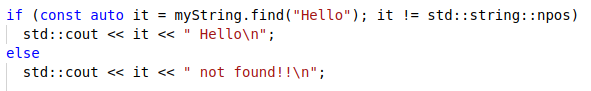 if (const auto it = myString.find("Hello"); it != std::string::npos)
  std::cout << it << " Hello\n";
else
  std::cout << it << " not found!!\n";